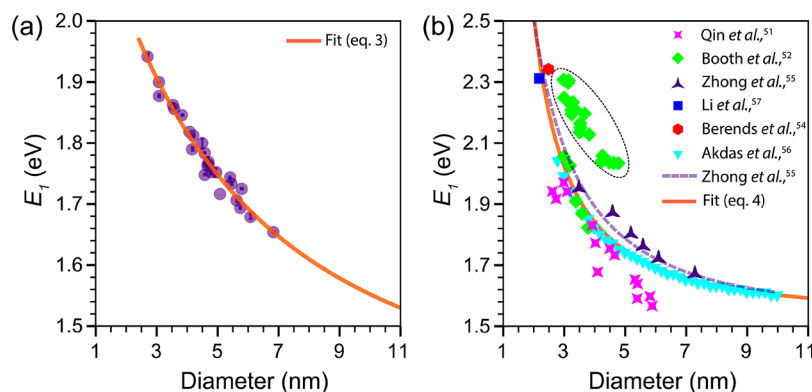 (a)
Fit (eq. 3)
2.0
1.9
1.8
1.7
1.6
1.5
E1 (eV)
1
3
5
7
9
11
Diameter (nm)
(b)
Qin et al.,51
Booth et al.,52
Zhong et al.,55
Li et al.,57
Berends et al.,54
Akdas et al.,56
Zhong et al.,55
Fit (eq. 4)
2.5
2.3
2.1
1.9
1.7
1.5
E1 (eV)
1
3
5
7
9
11
Diameter (nm)